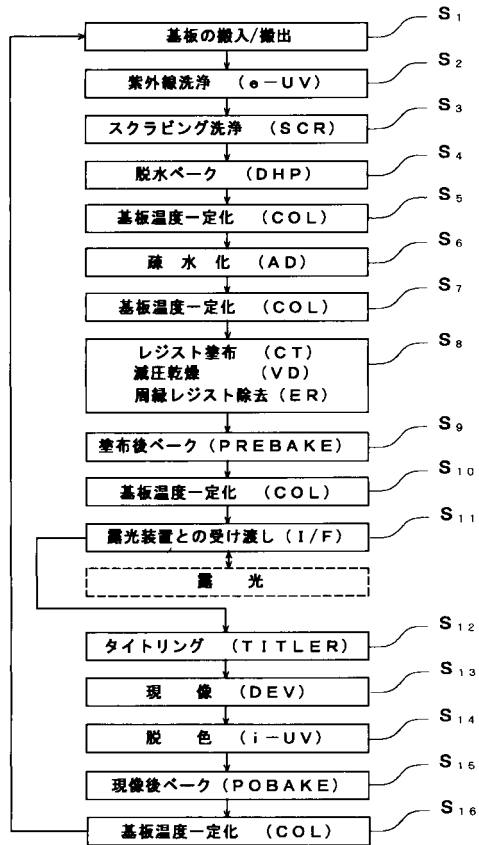 基板の搬入/搬出 S1
紫外線洗浄 (e-UV) S2
スクラビング洗浄 (SCR) S3
脱水ベーク (DHP) S4
基板温度一定化 (COL) S5
疎水化 (AD) S6
基板温度一定化 (COL) S7
レジスト塗布 (CT) S8
減圧乾燥 (VD)
周縁レジスト除去 (ER)
塗布後ベーク (PREBAKE) S9
基板温度一定化 (COL) S10
露光装置との受け渡し (I/F) S11
露光
タイトリング (TITLER) S12
現像 (DEV) S13
脱色 (i-UV) S14
現像後ベーク (POBAKE) S15
基板温度一定化 (COL) S16